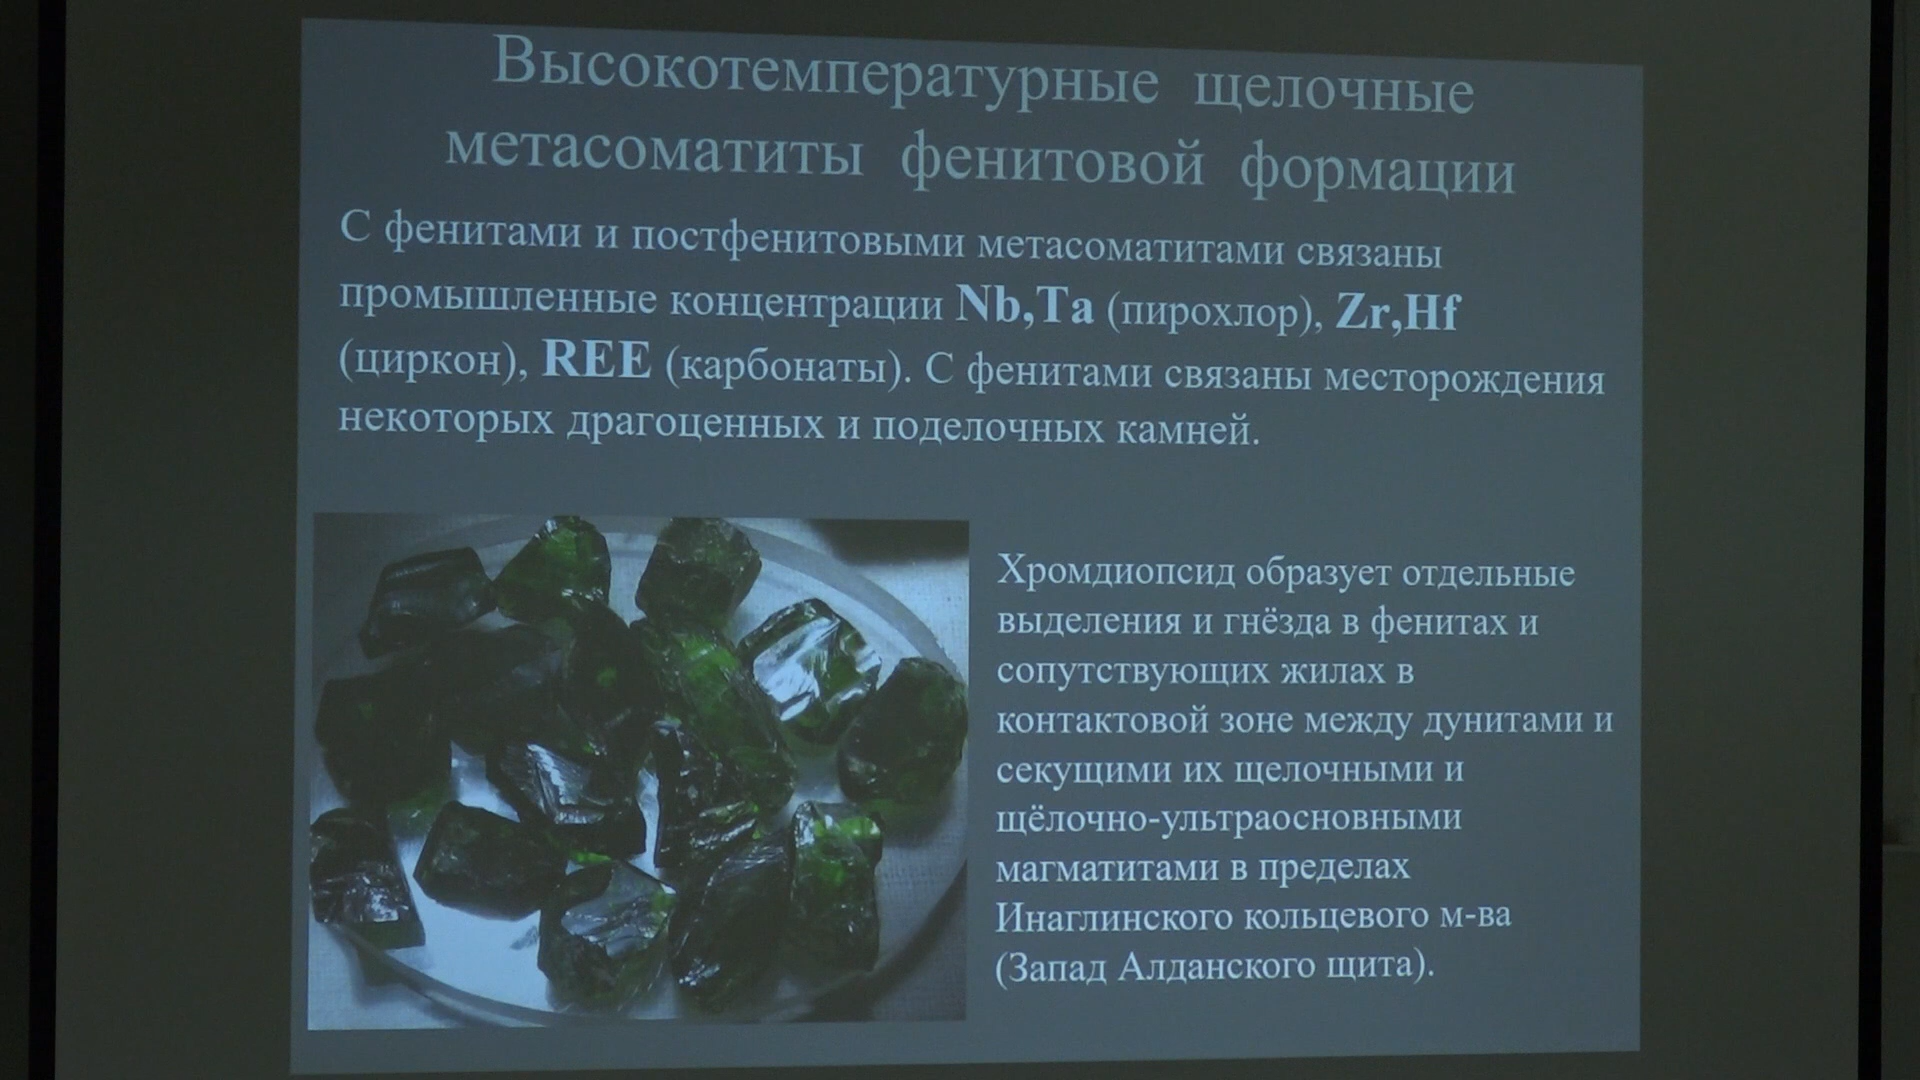 Высокотемпературные щелочные
метасоматиты фенитовой формации
С фенитами и постфенитовыми метасоматитами связаны
промышленные концентрации Nb,Ta (пирохлор), Zr,Hf
(циркон), REE (карбонаты). С фенитами связаны месторождения
некоторых драгоценных и поделочных камней.
Хромдиопсид образует отдельные
выделения и гнёзда в фенитах и
сопутствующих жилах в
контактовой зоне между дунитами и
секущими их щелочными и
щёлочно-ультраосновными
магматитами в пределах
Инаглинского кольцевого м-ва
(Запад Алданского щита).